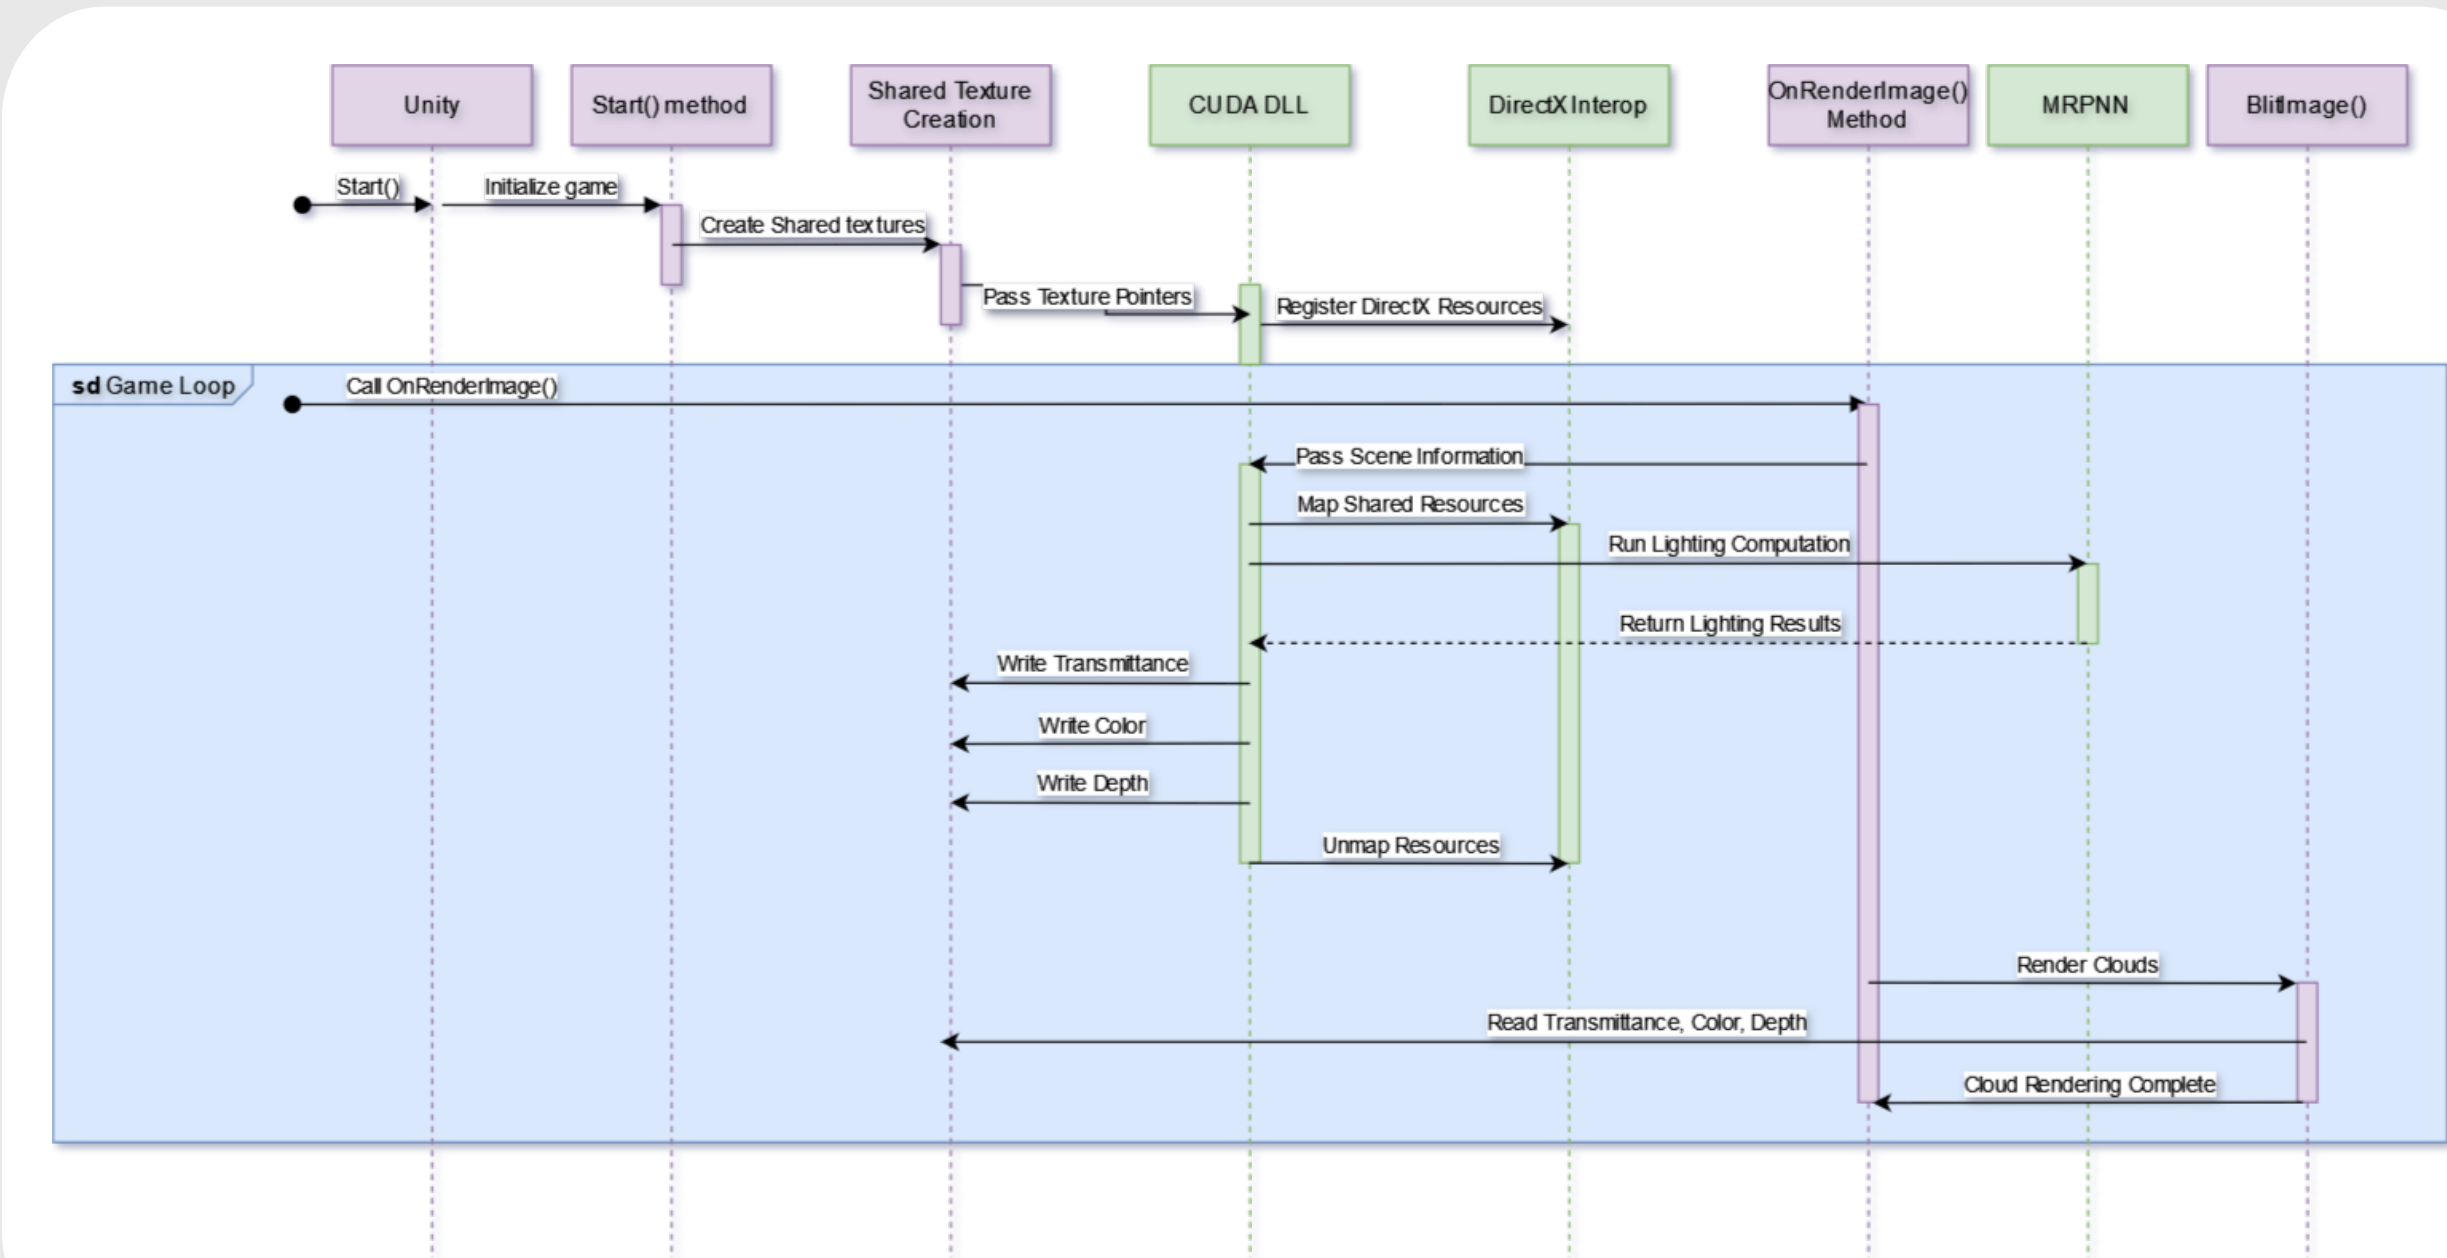 Unity
Start() method
Shared Texture
Creation
CUDA DLL
DirectX Interop
OnRenderImage()
Method
MRPNN
BlitImage()
Start()
Initialize game
Create Shared textures
Pass Texture Pointers
Register DirectX Resources
sd Game Loop
Call OnRenderImage()
Pass Scene Information
Map Shared Resources
Run Lighting Computation
Return Lighting Results
Write Transmittance
Write Color
Write Depth
Unmap Resources
Render Clouds
Read Transmittance, Color, Depth
Cloud Rendering Complete